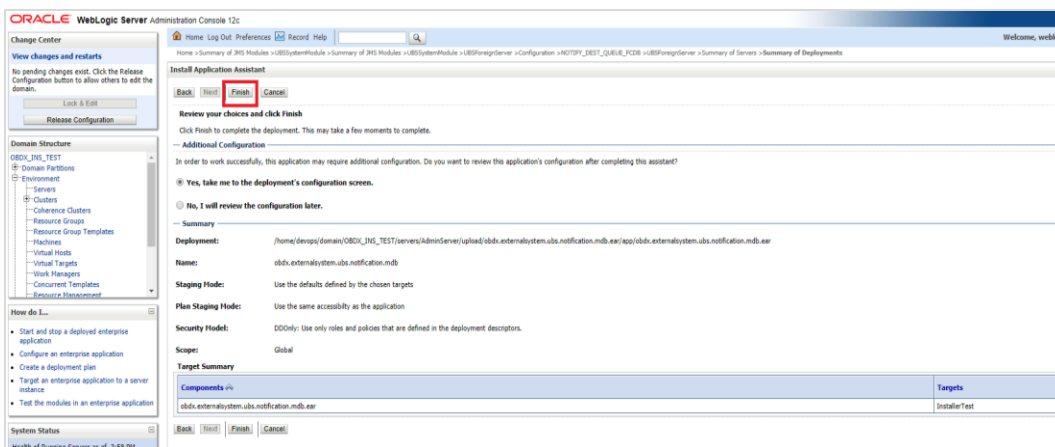 ORACLE WebLogic Server Administration Console 12c
Change Center
View changes and restarts
No pending changes exist. Click the Release
Configuration button to allow others to edit the
domain.
Lock & Edit
Release Configuration
Domain Structure
OBDX_INS_TEST
Domain Partitions
Environment
Servers
Clusters
Coherence Clusters
Resource Groups
Resource Group Templates
Machines
Virtual Hosts
Virtual Targets
Work Managers
Concurrent Templates
Resource Management
How do I...
Start and stop a deployed enterprise
application
Configure an enterprise application
Create a deployment plan
Target an enterprise application to a server
instance
Test the modules in an enterprise application
System Status
Health of Running Servers as of 2:58 PM
Home Log Out Preferences Record Help
Welcome, webl
Home >Summary of JMS Modules >UBSSystemModule >Summary of JMS Modules >UBSSystemModule >UBSForeignServer >Configuration >NOTIFY_DEST_QUEUE_FCDB >UBSForeignServer >Summary of Servers >Summary of Deployments
Install Application Assistant
Back Next Finish Cancel
Review your choices and click Finish
Click Finish to complete the deployment. This may take a few moments to complete.
Additional Configuration
In order to work successfully, this application may require additional configuration. Do you want to review this application's configuration after completing this assistant?
Yes, take me to the deployment's configuration screen.
No, I will review the configuration later.
Summary
Deployment: /home/devops/domain/OBDX_INS_TEST/servers/AdminServer/upload/obdx.externalsystem.ubs.notification.mdb.ear/app/obdx.externalsystem.ubs.notification.mdb.ear
Name: obdx.externalsystem.ubs.notification.mdb
Staging Mode: Use the defaults defined by the chosen targets
Plan Staging Mode: Use the same accessibilty as the application
Security Model: DDOnly: Use only roles and policies that are defined in the deployment descriptors.
Scope: Global
Target Summary
Components Targets
obdx.externalsystem.ubs.notification.mdb.ear InstallerTest
Back Next Finish Cancel